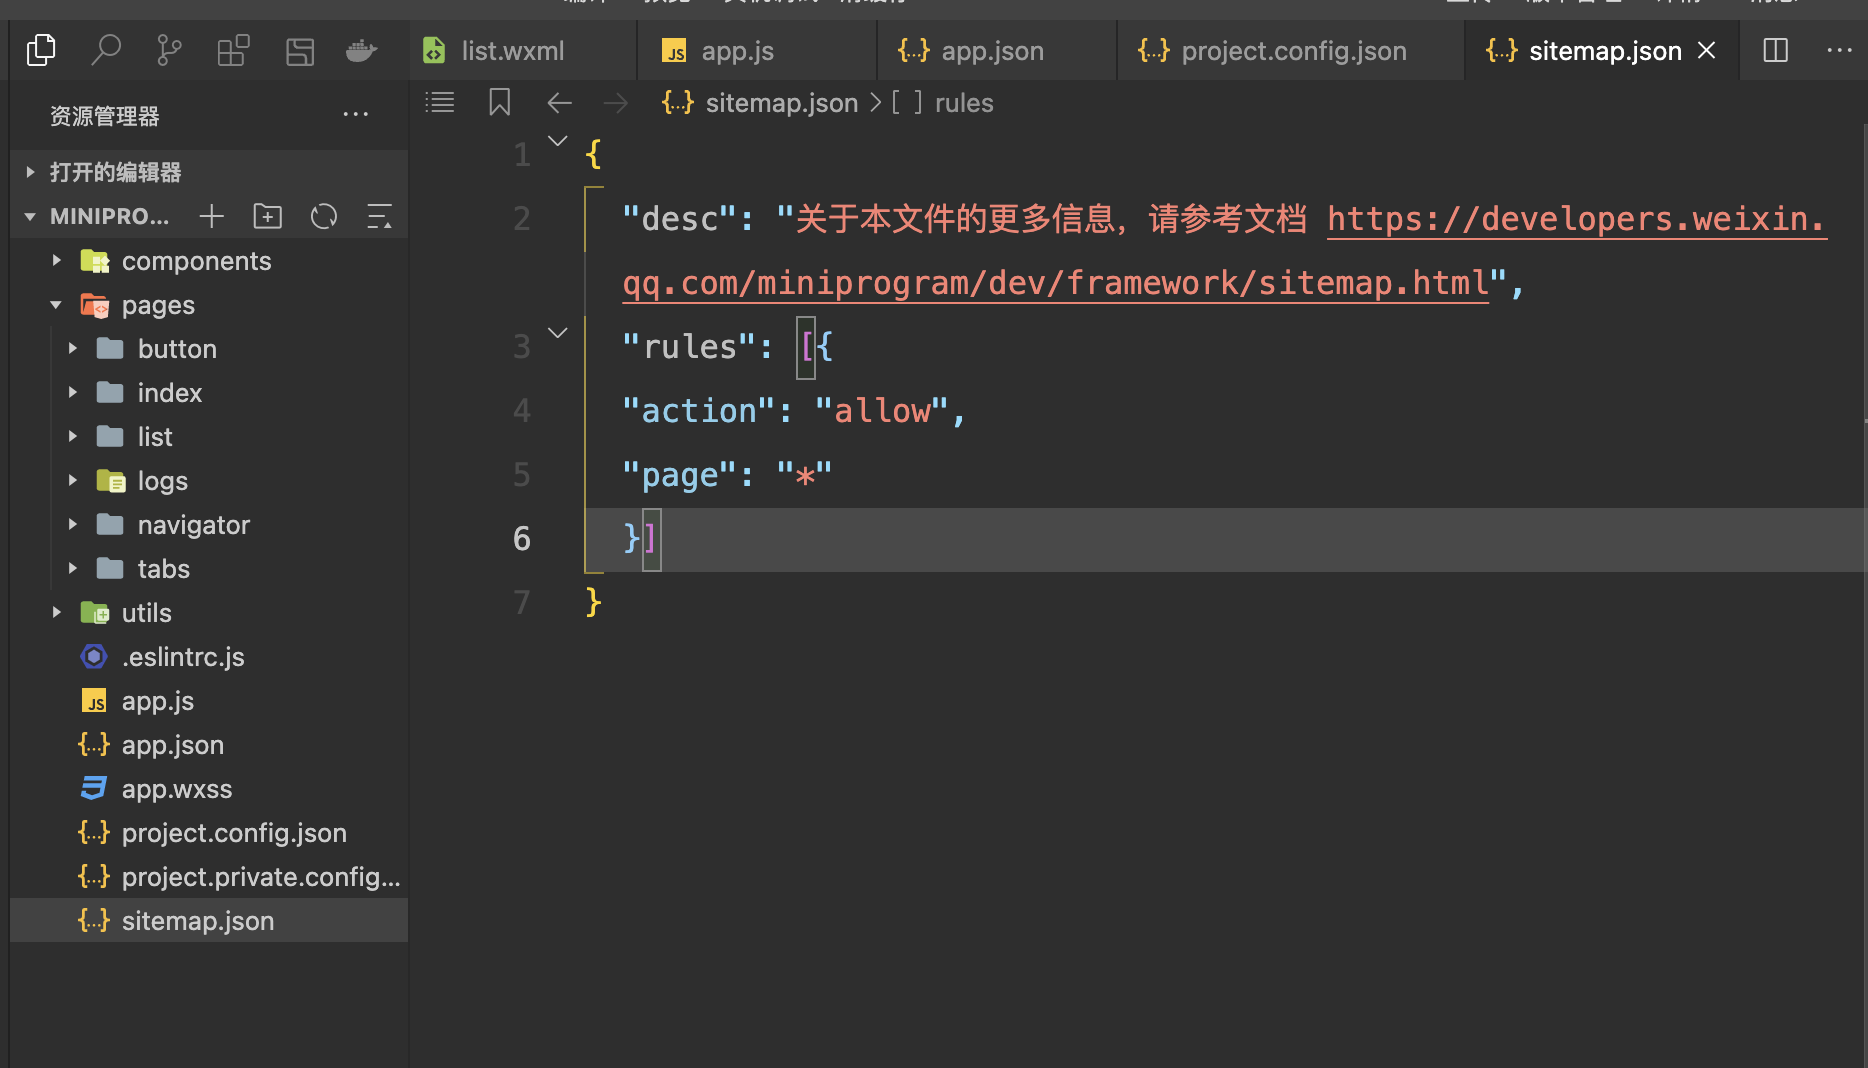 list.wxml
app.js
app.json
project.config.json
sitemap.json
资源管理器
sitemap.json > [ ] rules
打开的编辑器
MINIPRO...
components
pages
button
index
list
logs
navigator
tabs
utils
.eslintrc.js
app.js
app.json
app.wxss
project.config.json
project.private.config...
sitemap.json
1 {
2 "desc": "关于本文件的更多信息，请参考文档 https://developers.weixin.
qq.com/miniprogram/dev/framework/sitemap.html",
3 "rules": [{
4 "action": "allow",
5 "page": "*"
6 }]
7 }